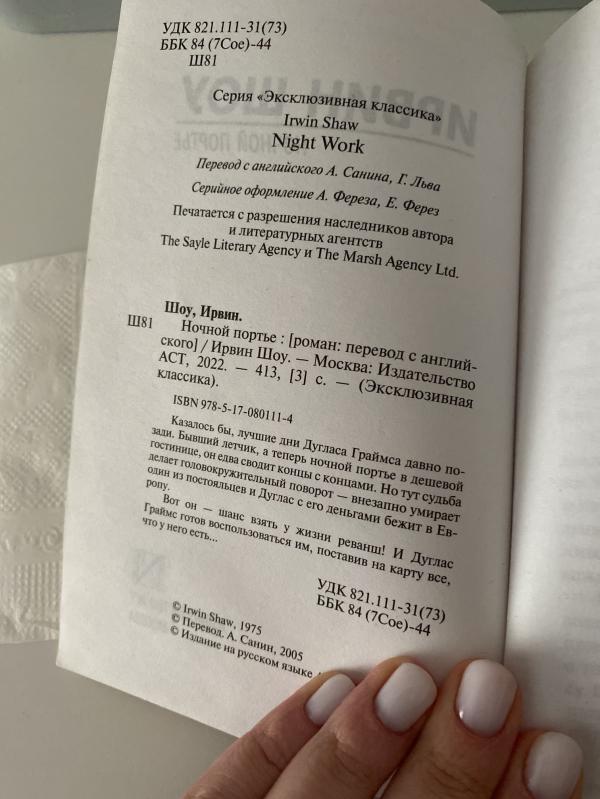 УДК 821.111-31(73)
ББК 84 (7Сое)-44
Ш81
ИРВИН ШОУ
НОЧНОЙ ПОРТЬЕ
Серия «Эксклюзивная классика»
Irwin Shaw
Night Work
Перевод с английского А. Санина, Г. Льва
Серийное оформление А. Фереза, Е. Ферез
Печатается с разрешения наследников автора
и литературных агентств
The Sayle Literary Agency и The Marsh Agency Ltd.
Шоу, Ирвин.
Ш81 Ночной портье : [роман: перевод с англий-
ского] / Ирвин Шоу. — Москва: Издательство
АСТ, 2022. — 413, [3] с. — (Эксклюзивная
классика).
ISBN 978-5-17-080111-4
Казалось бы, лучшие дни Дугласа Граймса давно по-
зади. Бывший летчик, а теперь ночной портье в дешевой
гостинице, он едва сводит концы с концами. Но тут судьба
делает головокружительный поворот — внезапно умирает
один из постояльцев и Дуглас с его деньгами бежит в Ев-
ропу.
Вот он — шанс взять у жизни реванш! И Дуглас
Граймс готов воспользоваться им, поставив на карту все,
что у него есть...
УДК 821.111-31(73)
ББК 84 (7Сое)-44
© Irwin Shaw, 1975
© Перевод. А. Санин, 2005
© Издание на русском языке